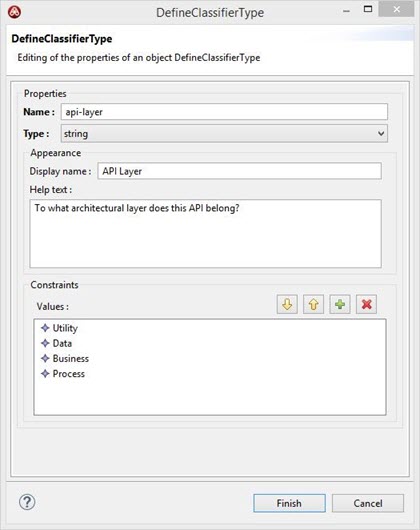 DefineClassifierType
DefineClassifierType
Editing of the properties of an object DefineClassifierType
Properties
Name : api-layer
Type : string
Appearance
Display name : API Layer
Help text :
To what architectural layer does this API belong?
Constraints
Values :
Utility
Data
Business
Process
? Finish Cancel